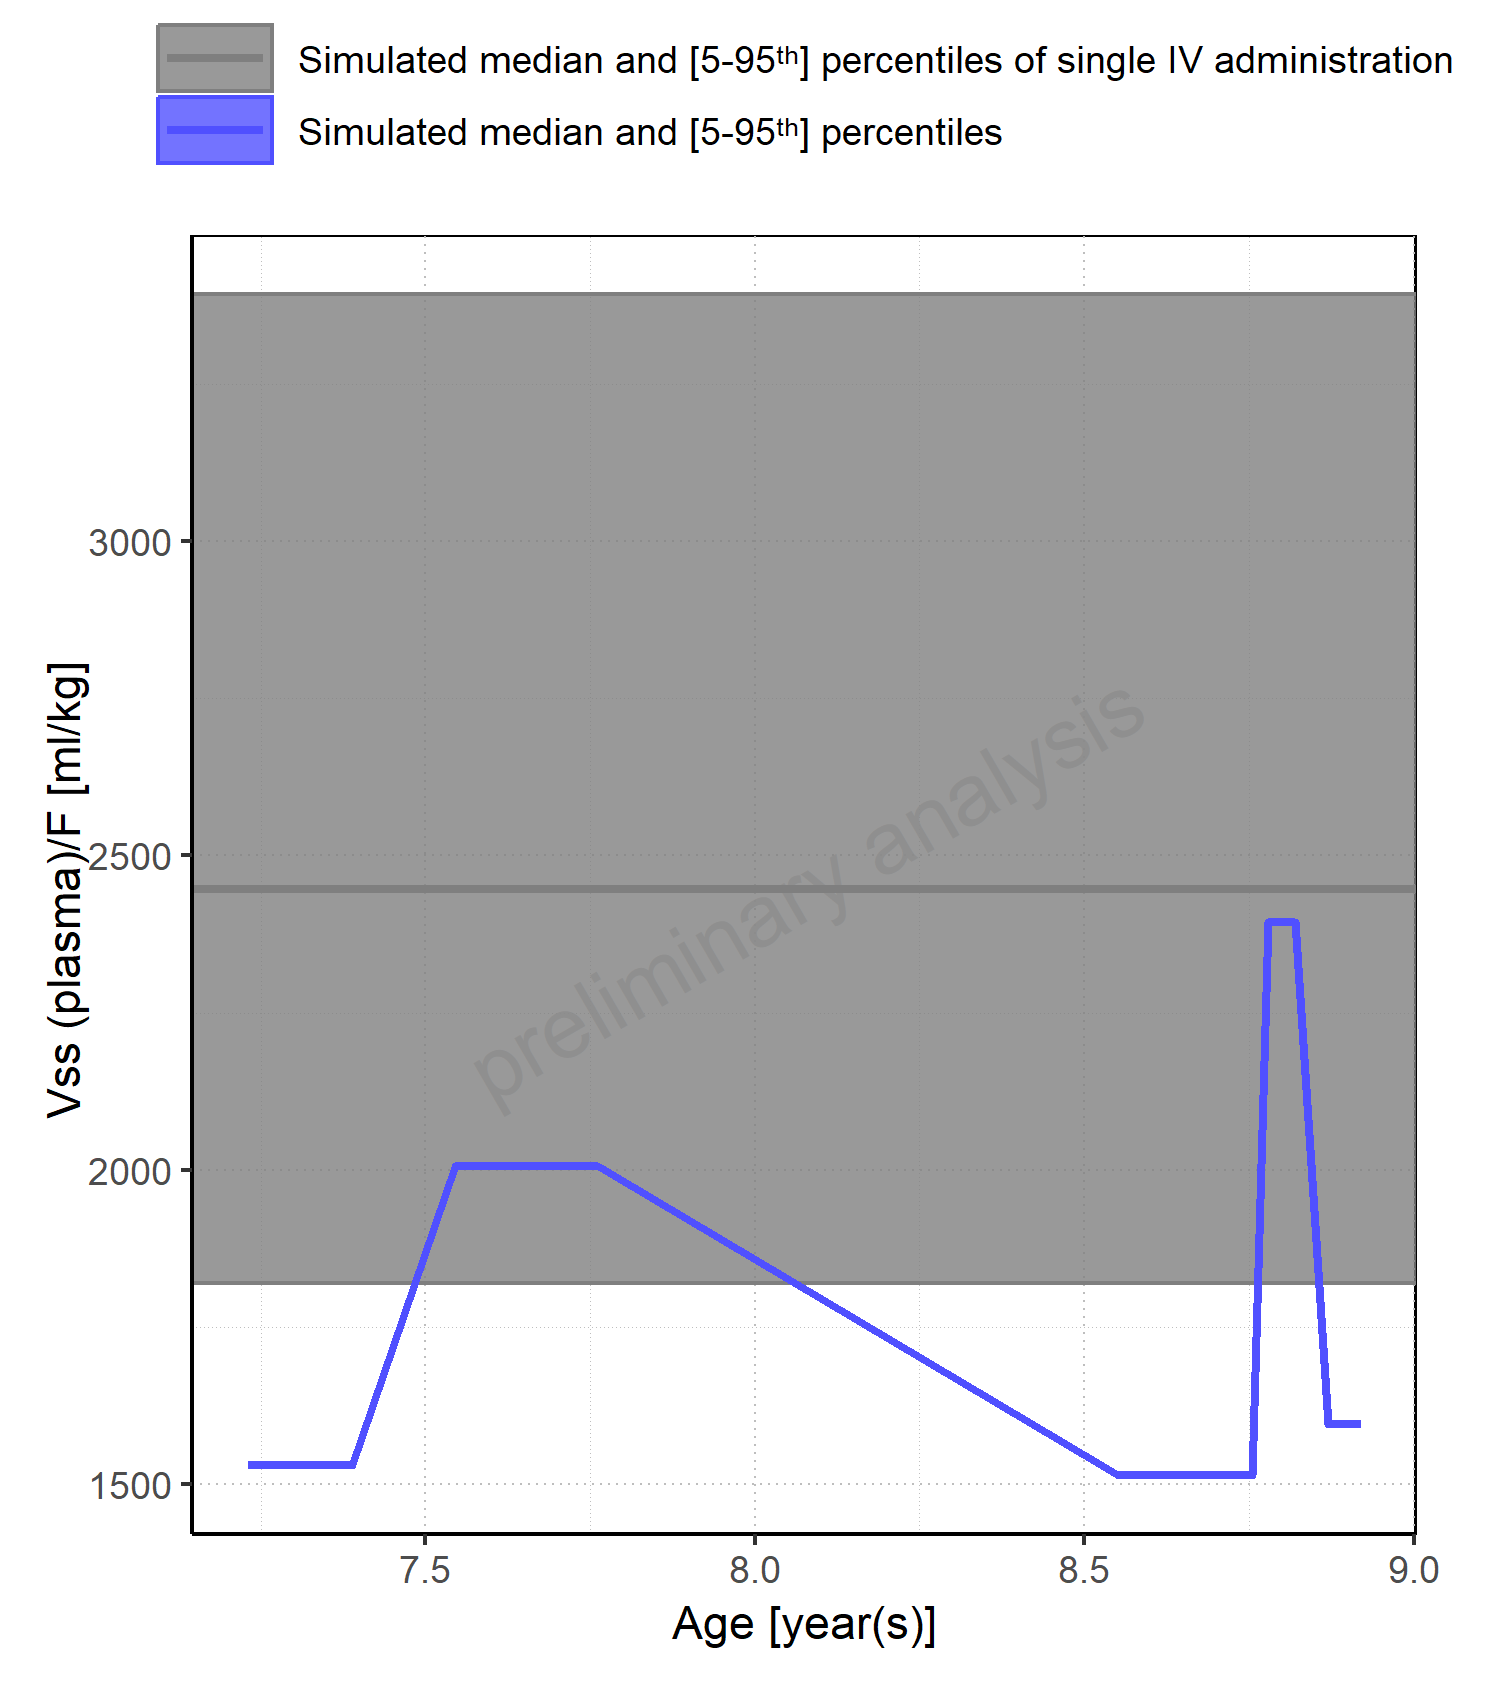 Simulated median and [5-95th] percentiles of single IV administration
Simulated median and [5-95th] percentiles
Vss (plasma)/F [ml/kg]
3000
2500
2000
1500
preliminary analysis
7.5 8.0 8.5 9.0
Age [year(s)]